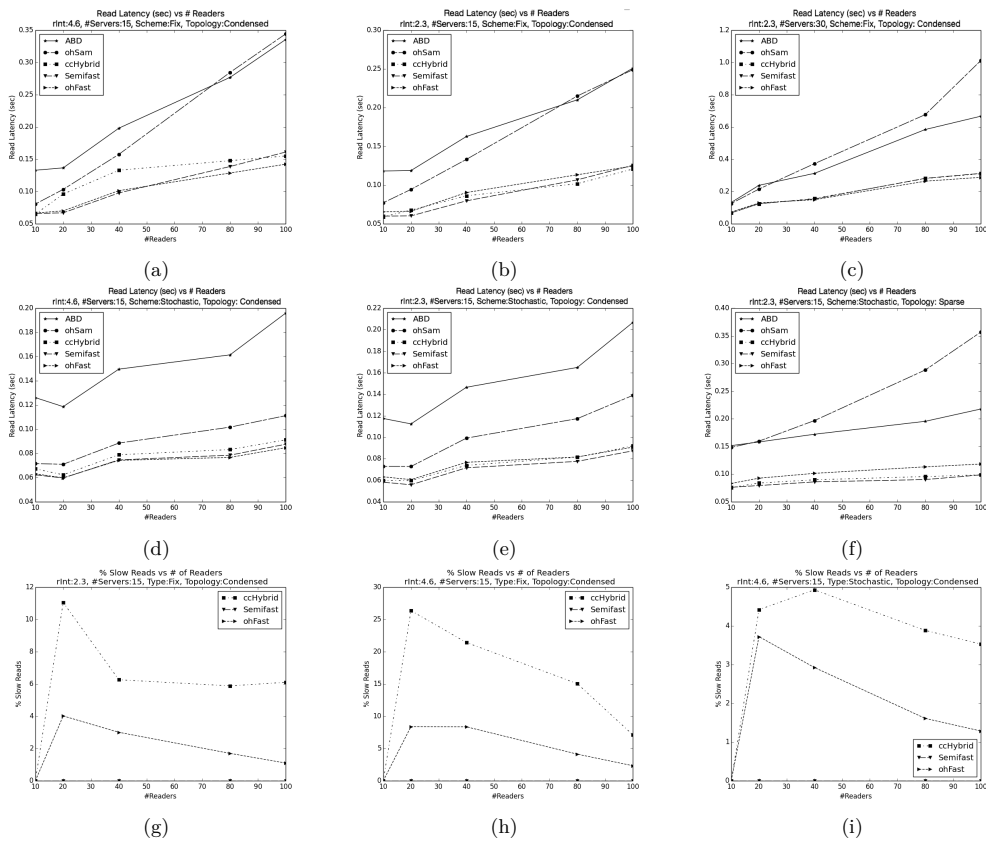 Read Latency (sec) vs # Readers
rInt:4.6, #Servers:15, Scheme:Fix, Topology: Condensed
0.35
0.30
0.25
0.20
0.15
0.10
0.05
Read Latency (sec)
ABD
ohSam
ccHybrid
Semifast
ohFast
10 20 30 40 50 60 70 80 90 100
#Readers
(a)
Read Latency (sec) vs # Readers
rInt:2.3, #Servers:15, Scheme:Fix, Topology: Condensed
0.30
0.25
0.20
0.15
0.10
0.05
Read Latency (sec)
ABD
ohSam
ccHybrid
Semifast
ohFast
10 20 30 40 50 60 70 80 90 100
#Readers
(b)
Read Latency (sec) vs # Readers
rInt:2.3, #Servers:30, Scheme:Fix, Topology: Condensed
1.2
1.0
0.8
0.6
0.4
0.2
0.0
Read Latency (sec)
ABD
ohSam
ccHybrid
Semifast
ohFast
10 20 30 40 50 60 70 80 90 100
#Readers
(c)
Read Latency (sec) vs # Readers
rInt:4.6, #Servers:15, Scheme:Stochastic, Topology: Condensed
0.20
0.18
0.16
0.14
0.12
0.10
0.08
0.06
0.04
Read Latency (sec)
ABD
ohSam
ccHybrid
Semifast
ohFast
10 20 30 40 50 60 70 80 90 100
#Readers
(d)
Read Latency (sec) vs # Readers
rInt:2.3, #Servers:15, Scheme:Stochastic, Topology: Condensed
0.22
0.20
0.18
0.16
0.14
0.12
0.10
0.08
0.06
0.04
Read Latency (sec)
ABD
ohSam
ccHybrid
Semifast
ohFast
10 20 30 40 50 60 70 80 90 100
#Readers
(e)
Read Latency (sec) vs # Readers
rInt:2.3, #Servers:15, Scheme:Stochastic, Topology: Sparse
0.40
0.35
0.30
0.25
0.20
0.15
0.10
0.05
Read Latency (sec)
ABD
ohSam
ccHybrid
Semifast
ohFast
10 20 30 40 50 60 70 80 90 100
#Readers
(f)
% Slow Reads vs # of Readers
rInt:2.3, #Servers:15, Type:Fix, Topology:Condensed
12
10
8
6
4
2
0
% Slow Reads
ccHybrid
Semifast
ohFast
10 20 30 40 50 60 70 80 90 100
#Readers
(g)
% Slow Reads vs # of Readers
rInt:4.6, #Servers:15, Type:Fix, Topology:Condensed
30
25
20
15
10
5
0
% Slow Reads
ccHybrid
Semifast
ohFast
10 20 30 40 50 60 70 80 90 100
#Readers
(h)
% Slow Reads vs # of Readers
rInt:4.6, #Servers:15, Type:Stochastic, Topology:Condensed
5
4
3
2
1
0
% Slow Reads
ccHybrid
Semifast
ohFast
10 20 30 40 50 60 70 80 90 100
#Readers
(i)